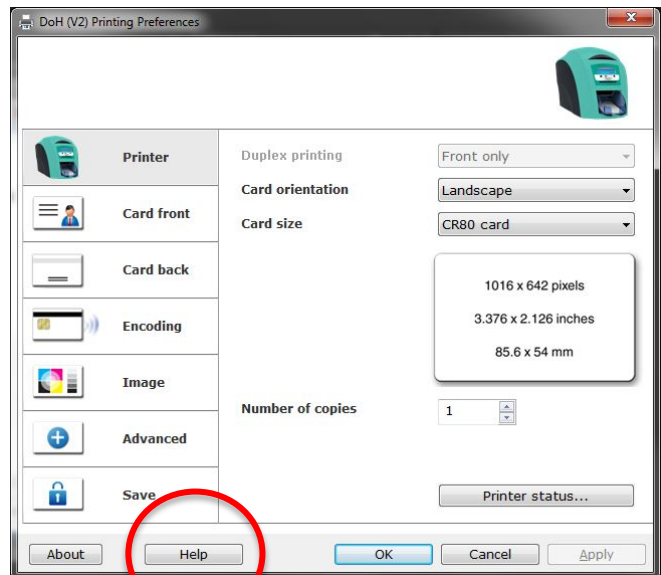 DoH (V2) Printing Preferences
Printer
Card front
Card back
Encoding
Image
Advanced
Save
Duplex printing Front only
Card orientation Landscape
Card size CR80 card
1016 x 642 pixels
3.376 x 2.126 inches
85.6 x 54 mm
Number of copies 1
Printer status...
About Help OK Cancel Apply